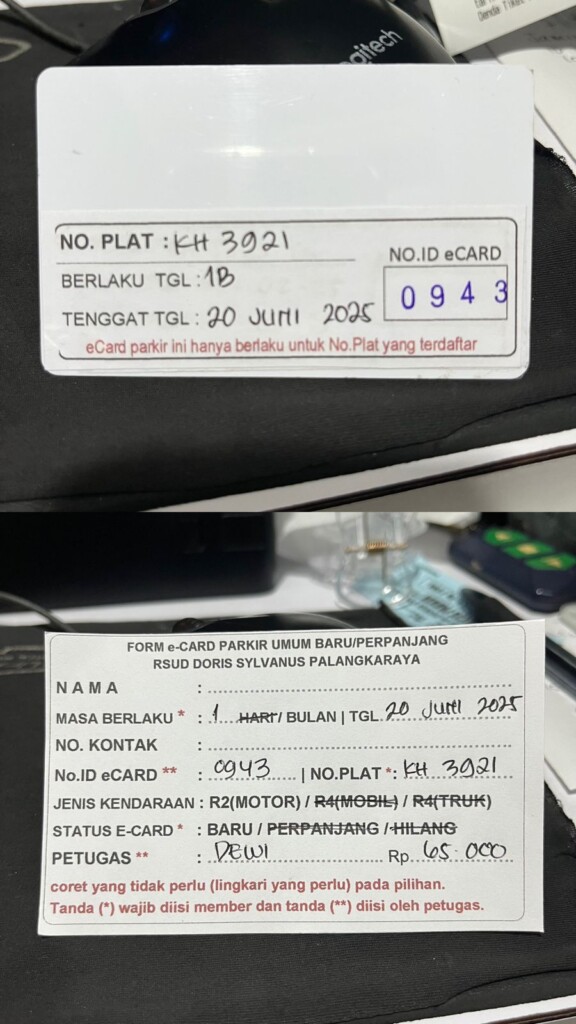 gitech
Denda Tiket
NO. PLAT : KH 3921
BERLAKU TGL : 1B
NO.ID eCARD
0943
TENGGAT TGL : 20 JUNI 2025
eCard parkir ini hanya berlaku untuk No.Plat yang terdaftar
FORM e-CARD PARKIR UMUM BARU/PERPANJANG
RSUD DORIS SYLVANUS PALANGKARAYA
NAMA :
MASA BERLAKU * : 1 HARI / BULAN | TGL 20 JUNI 2025
NO. KONTAK :
No.ID eCARD ** : 0943 | NO.PLAT *: KH 3921
JENIS KENDARAAN : R2(MOTOR) / R4(MOBIL) / R4(TRUK)
STATUS E-CARD * : BARU / PERPANJANG / HILANG
PETUGAS ** : DEWI Rp 65.000
coret yang tidak perlu (lingkari yang perlu) pada pilihan.
Tanda (*) wajib diisi member dan tanda (**) diisi oleh petugas.